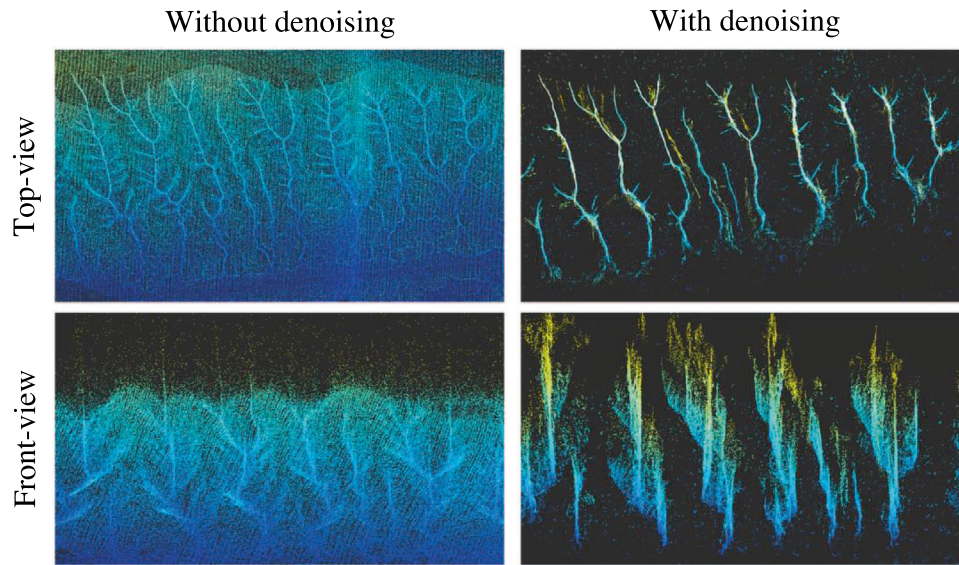 Without denoising
With denoising
Top-view
Front-view